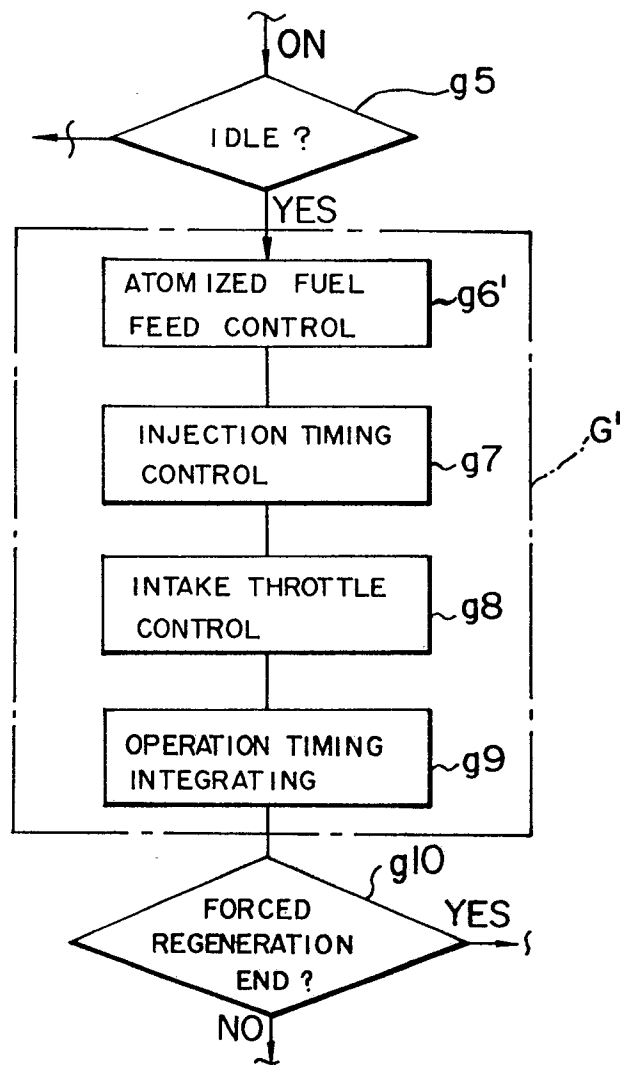 ON
g5
IDLE ?
YES
ATOMIZED FUEL
FEED CONTROL
g6'
G'
INJECTION TIMING
CONTROL
g7
INTAKE THROTTLE
CONTROL
g8
OPERATION TIMING
INTEGRATING
g9
g10
YES
FORCED
REGENERATION
END ?
NO